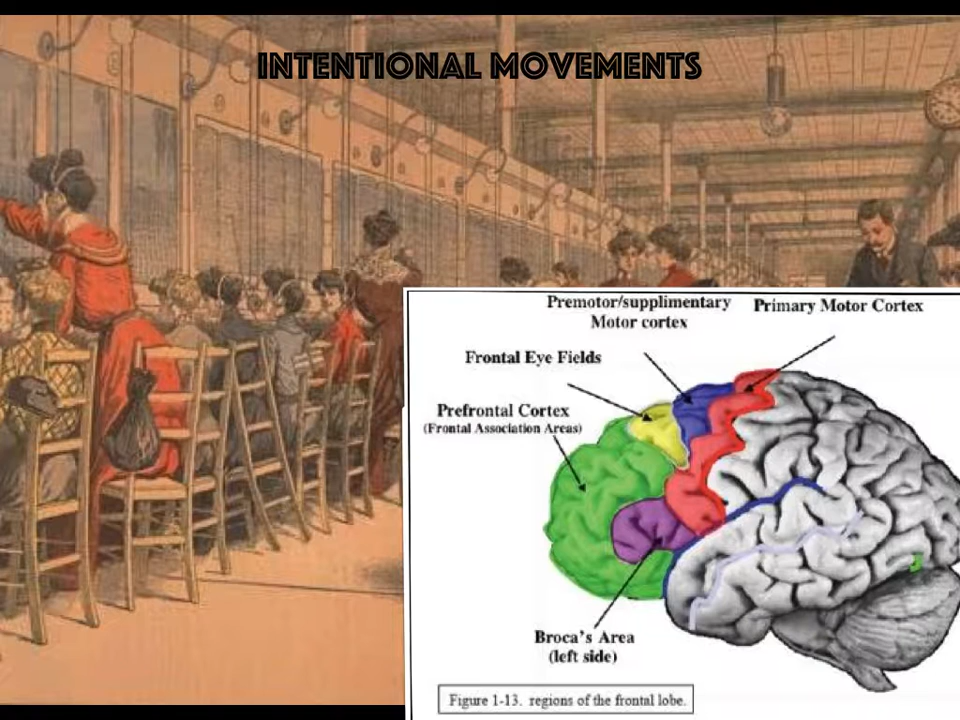 INTENTIONAL MOVEMENTS
Premotor/supplimentary
Motor cortex
Primary Motor Cortex
Frontal Eye Fields
Prefrontal Cortex
(Frontal Association Areas)
Broca's Area
(left side)
Figure 1-13. regions of the frontal lobe.